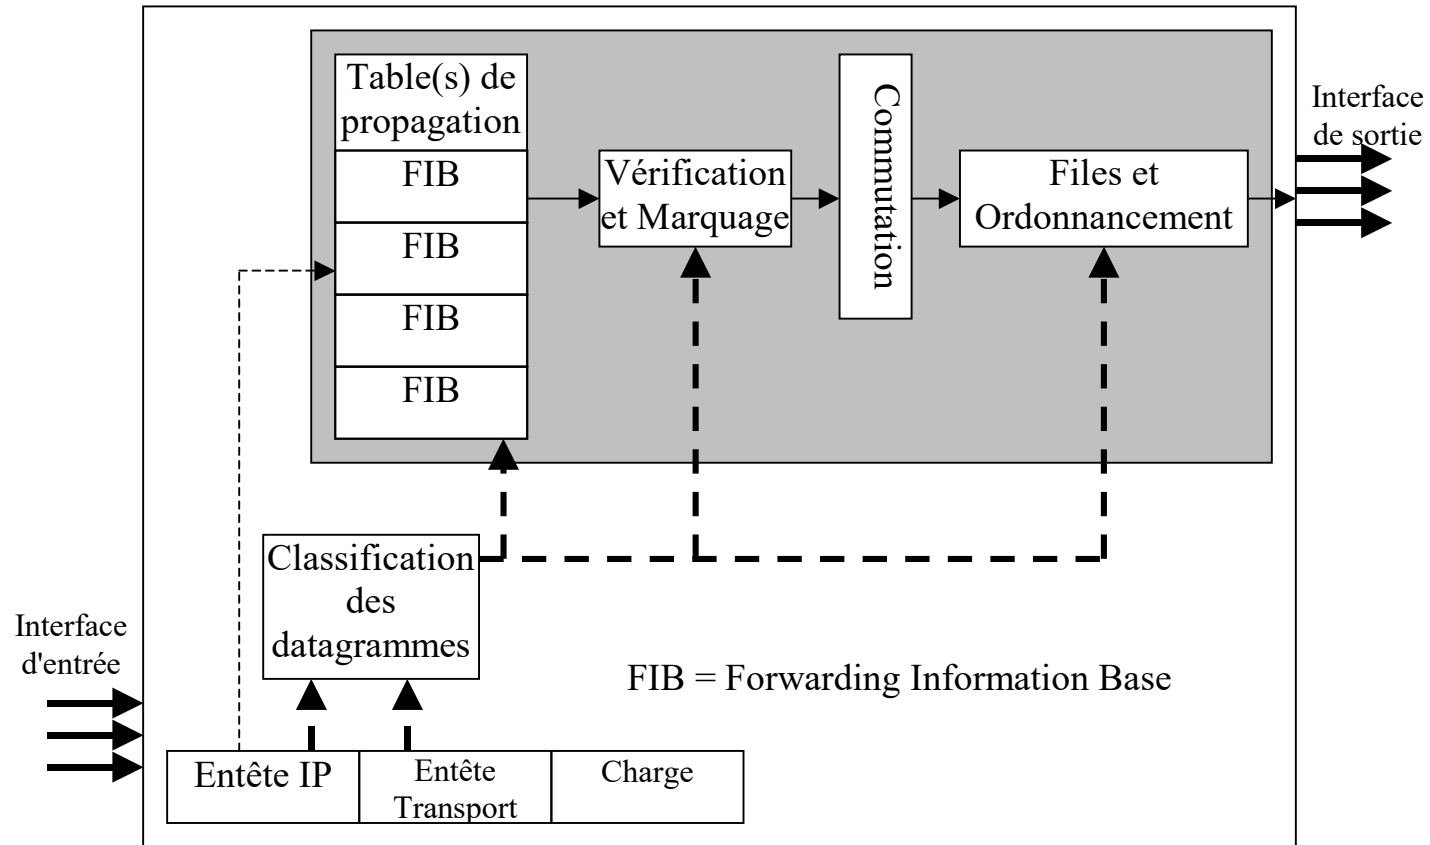 Table(s) de
propagation
FIB
FIB
FIB
FIB
Vérification
et Marquage
Commutation
Files et
Ordonnancement
Interface
de sortie
Classification
des
datagrammes
Interface
d'entrée
FIB = Forwarding Information Base
Entête IP
Entête
Transport
Charge